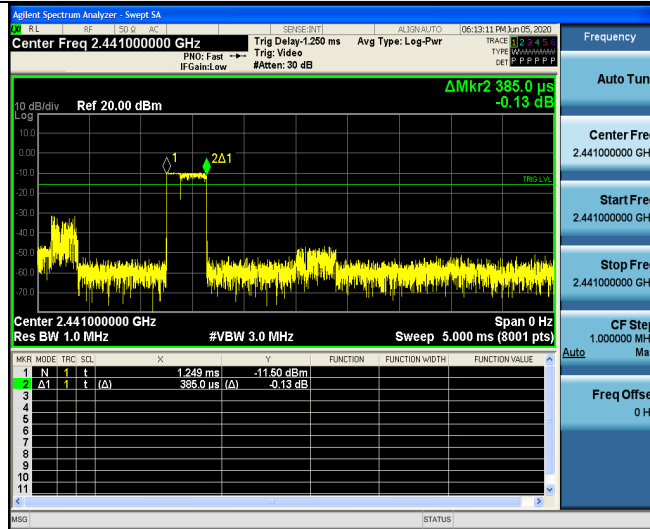 Agilent Spectrum Analyzer - Swept SA
LXI RL RF 50 Ω AC SENSE:INT ALIGN AUTO 06:13:11 PM Jun 05, 2020
Center Freq 2.441000000 GHz
PNO: Fast
IFGain:Low
Trig Delay-1.250 ms
Trig: Video
#Atten: 30 dB
Avg Type: Log-Pwr
TRACE 1 2 3 4 5 6
TYPE W
DET P P P P P P
ΔMkr2 385.0 µs
-0.13 dB
10 dB/div
Log
Ref 20.00 dBm
10.0
0.00
-10.0
-20.0
-30.0
-40.0
-50.0
-60.0
-70.0
1
2Δ1
TRIG LVL
Center 2.441000000 GHz Span 0 Hz
Res BW 1.0 MHz #VBW 3.0 MHz Sweep 5.000 ms (8001 pts)
MKR MODE TRC SCL X Y FUNCTION FUNCTION WIDTH FUNCTION VALUE
1 N 1 t 1.249 ms -11.50 dBm
2 Δ1 1 t (Δ) 385.0 µs (Δ) -0.13 dB
3
4
5
6
7
8
9
10
11
MSG STATUS
Frequency
Auto Tun
Center Fre
2.441000000 GH
Start Fre
2.441000000 GH
Stop Fre
2.441000000 GH
CF Step
1.000000 MH
Auto Ma
Freq Offse
0 H